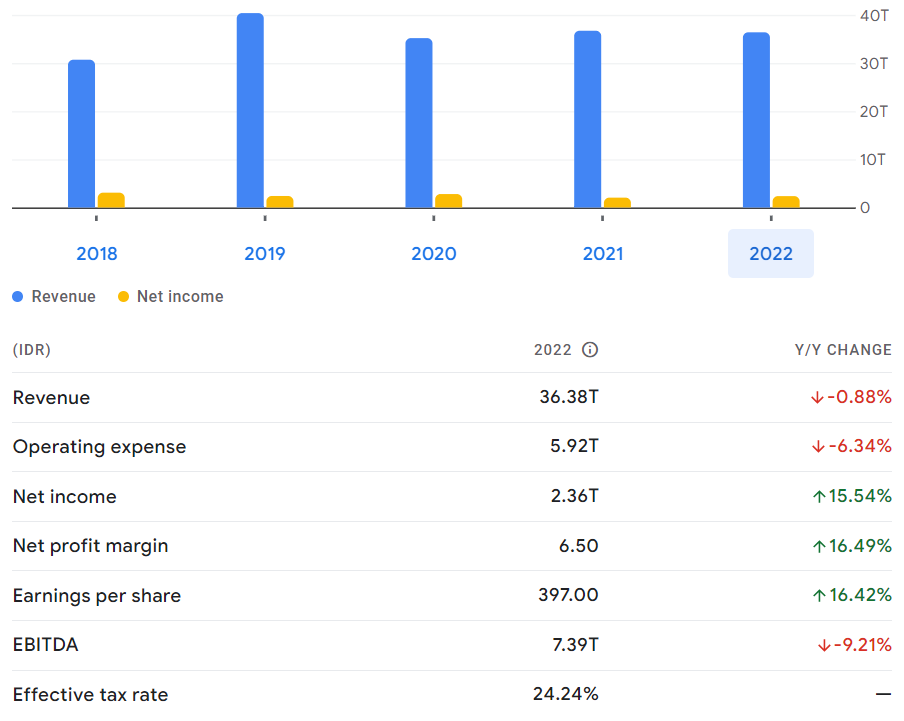 40T
30T
20T
10T
0
2018 2019 2020 2021 2022
Revenue Net income
(IDR) 2022 Y/Y CHANGE
Revenue 36.38T ↓-0.88%
Operating expense 5.92T ↓-6.34%
Net income 2.36T ↑15.54%
Net profit margin 6.50 ↑16.49%
Earnings per share 397.00 ↑16.42%
EBITDA 7.39T ↓-9.21%
Effective tax rate 24.24% —